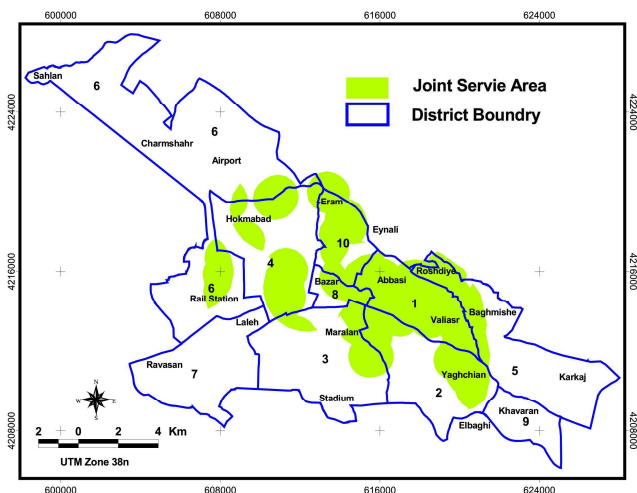 600000 608000 616000 624000
4224000 4224000
4216000 4216000
4208000 4208000
Joint Servie Area
District Boundry
Sahlan
6
Charmshahr
6
Airport
Eram
Hokmabad
Eynali
10
4
Roshdiye
Abbasi
Bazar
6
8
Rail Station
1
Baghmishe
Valiasr
Laleh
Maralan
Ravasan
7
3
Yaghchian
5
Karkaj
2
Stadium
Khavaran
9
Elbaghi
N
W E
S
2 0 2 4 Km
UTM Zone 38n
600000 608000 616000 624000